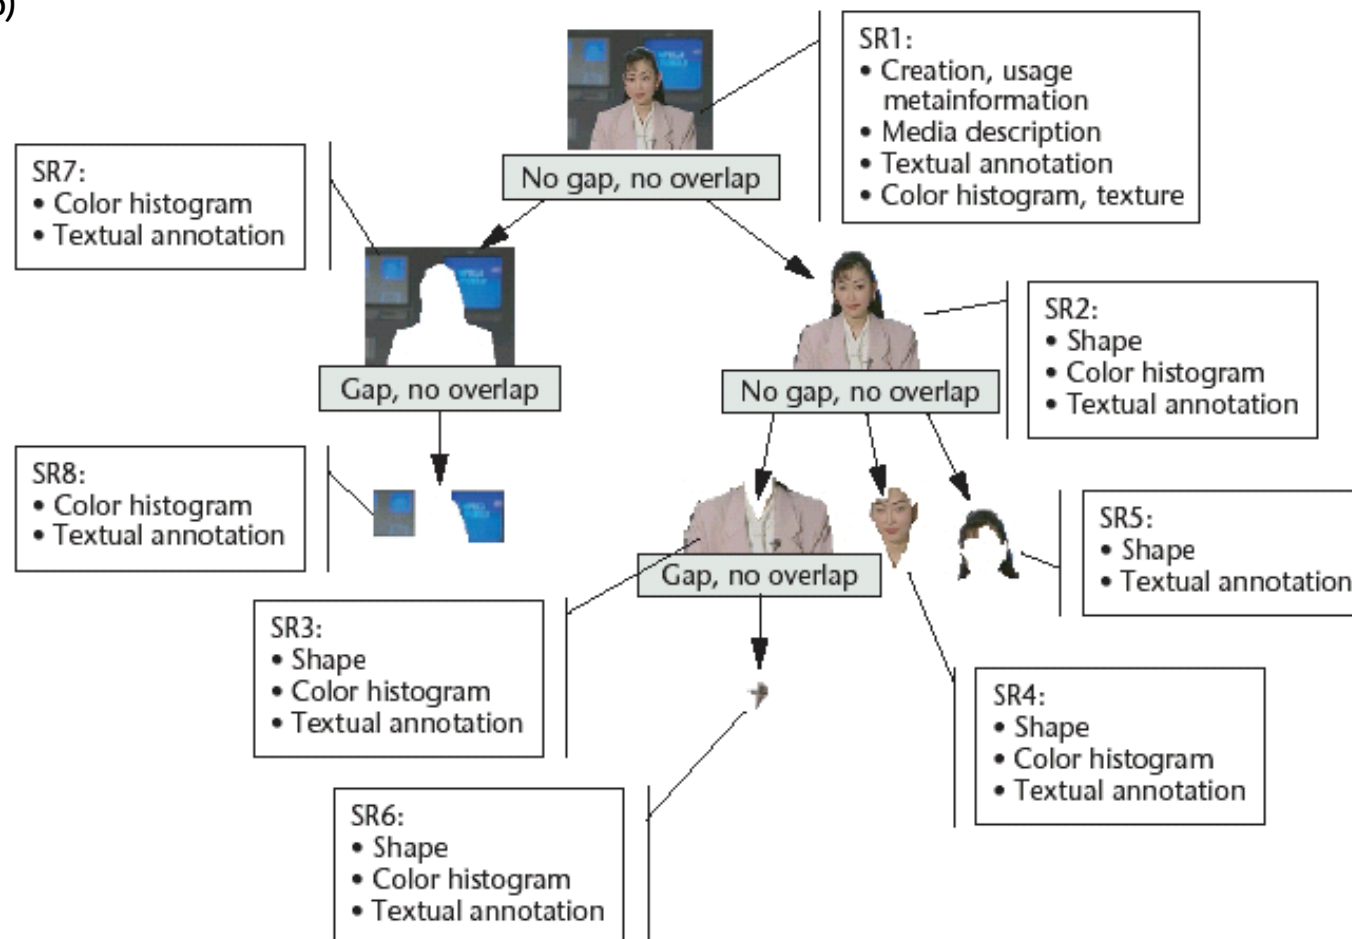 SR1:
• Creation, usage
metainformation
• Media description
• Textual annotation
• Color histogram, texture
No gap, no overlap
SR7:
• Color histogram
• Textual annotation
SR2:
• Shape
• Color histogram
• Textual annotation
Gap, no overlap
No gap, no overlap
SR8:
• Color histogram
• Textual annotation
SR5:
• Shape
• Textual annotation
Gap, no overlap
SR3:
• Shape
• Color histogram
• Textual annotation
SR4:
• Shape
• Color histogram
• Textual annotation
SR6:
• Shape
• Color histogram
• Textual annotation